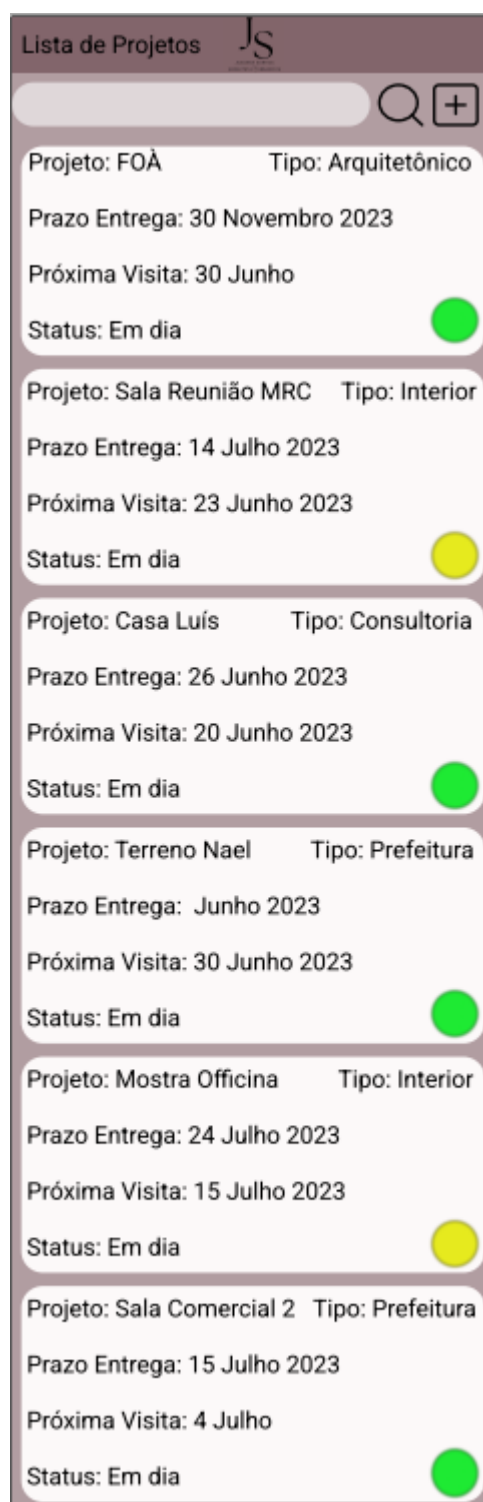 Lista de Projetos JS
Projeto: FOÀ Tipo: Arquitetônico
Prazo Entrega: 30 Novembro 2023
Próxima Visita: 30 Junho
Status: Em dia
Projeto: Sala Reunião MRC Tipo: Interior
Prazo Entrega: 14 Julho 2023
Próxima Visita: 23 Junho 2023
Status: Em dia
Projeto: Casa Luís Tipo: Consultoria
Prazo Entrega: 26 Junho 2023
Próxima Visita: 20 Junho 2023
Status: Em dia
Projeto: Terreno Nael Tipo: Prefeitura
Prazo Entrega: Junho 2023
Próxima Visita: 30 Junho 2023
Status: Em dia
Projeto: Mostra Officina Tipo: Interior
Prazo Entrega: 24 Julho 2023
Próxima Visita: 15 Julho 2023
Status: Em dia
Projeto: Sala Comercial 2 Tipo: Prefeitura
Prazo Entrega: 15 Julho 2023
Próxima Visita: 4 Julho
Status: Em dia